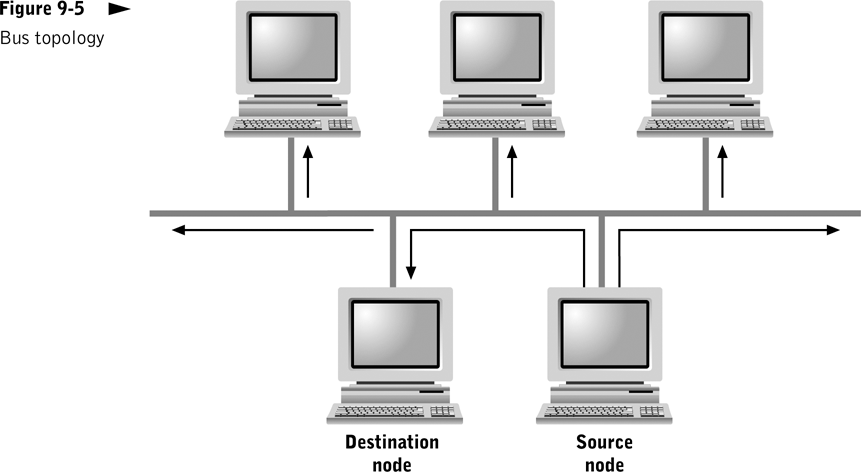 Figure 9-5
Bus topology
Destination
node
Source
node